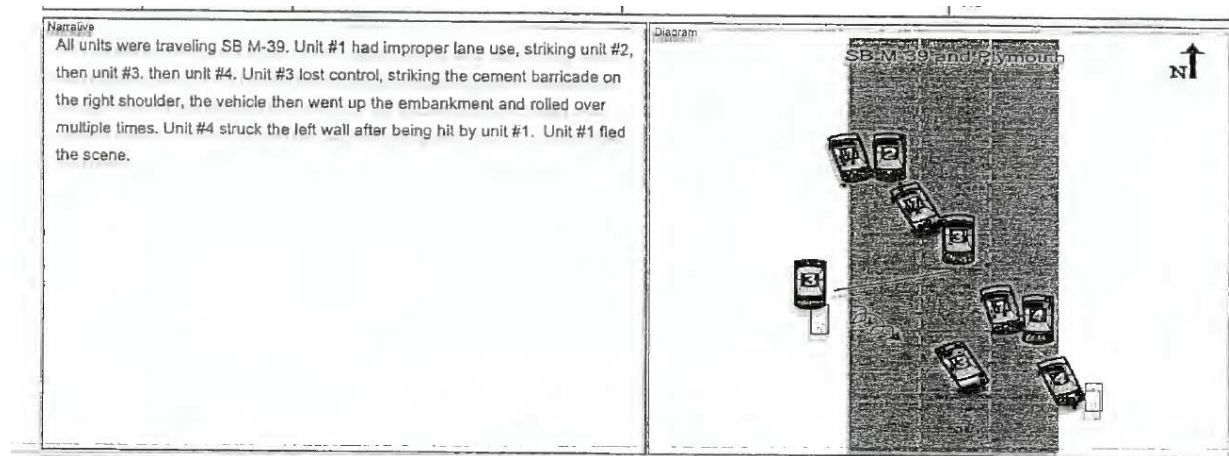 Narrative
All units were traveling SB M-39. Unit #1 had improper lane use, striking unit #2,
then unit #3. then unit #4. Unit #3 lost control, striking the cement barricade on
the right shoulder, the vehicle then went up the embankment and rolled over
multiple times. Unit #4 struck the left wall after being hit by unit #1. Unit #1 fled
the scene.
Diagram
SB M-39 and Plymouth
N
2
3
3
4